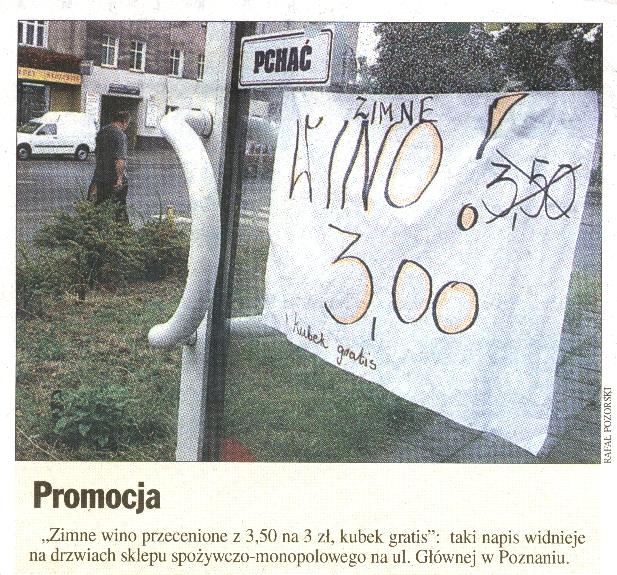 PCHAĆ
ZIMNE
WINO!
3,50
3,00
i kubek gratis
RAFAŁ POZORSKI
Promocja
„Zimne wino przecenione z 3,50 na 3 zł, kubek gratis”: taki napis widnieje
na drzwiach sklepu spożywczo-monopolowego na ul. Głównej w Poznaniu.